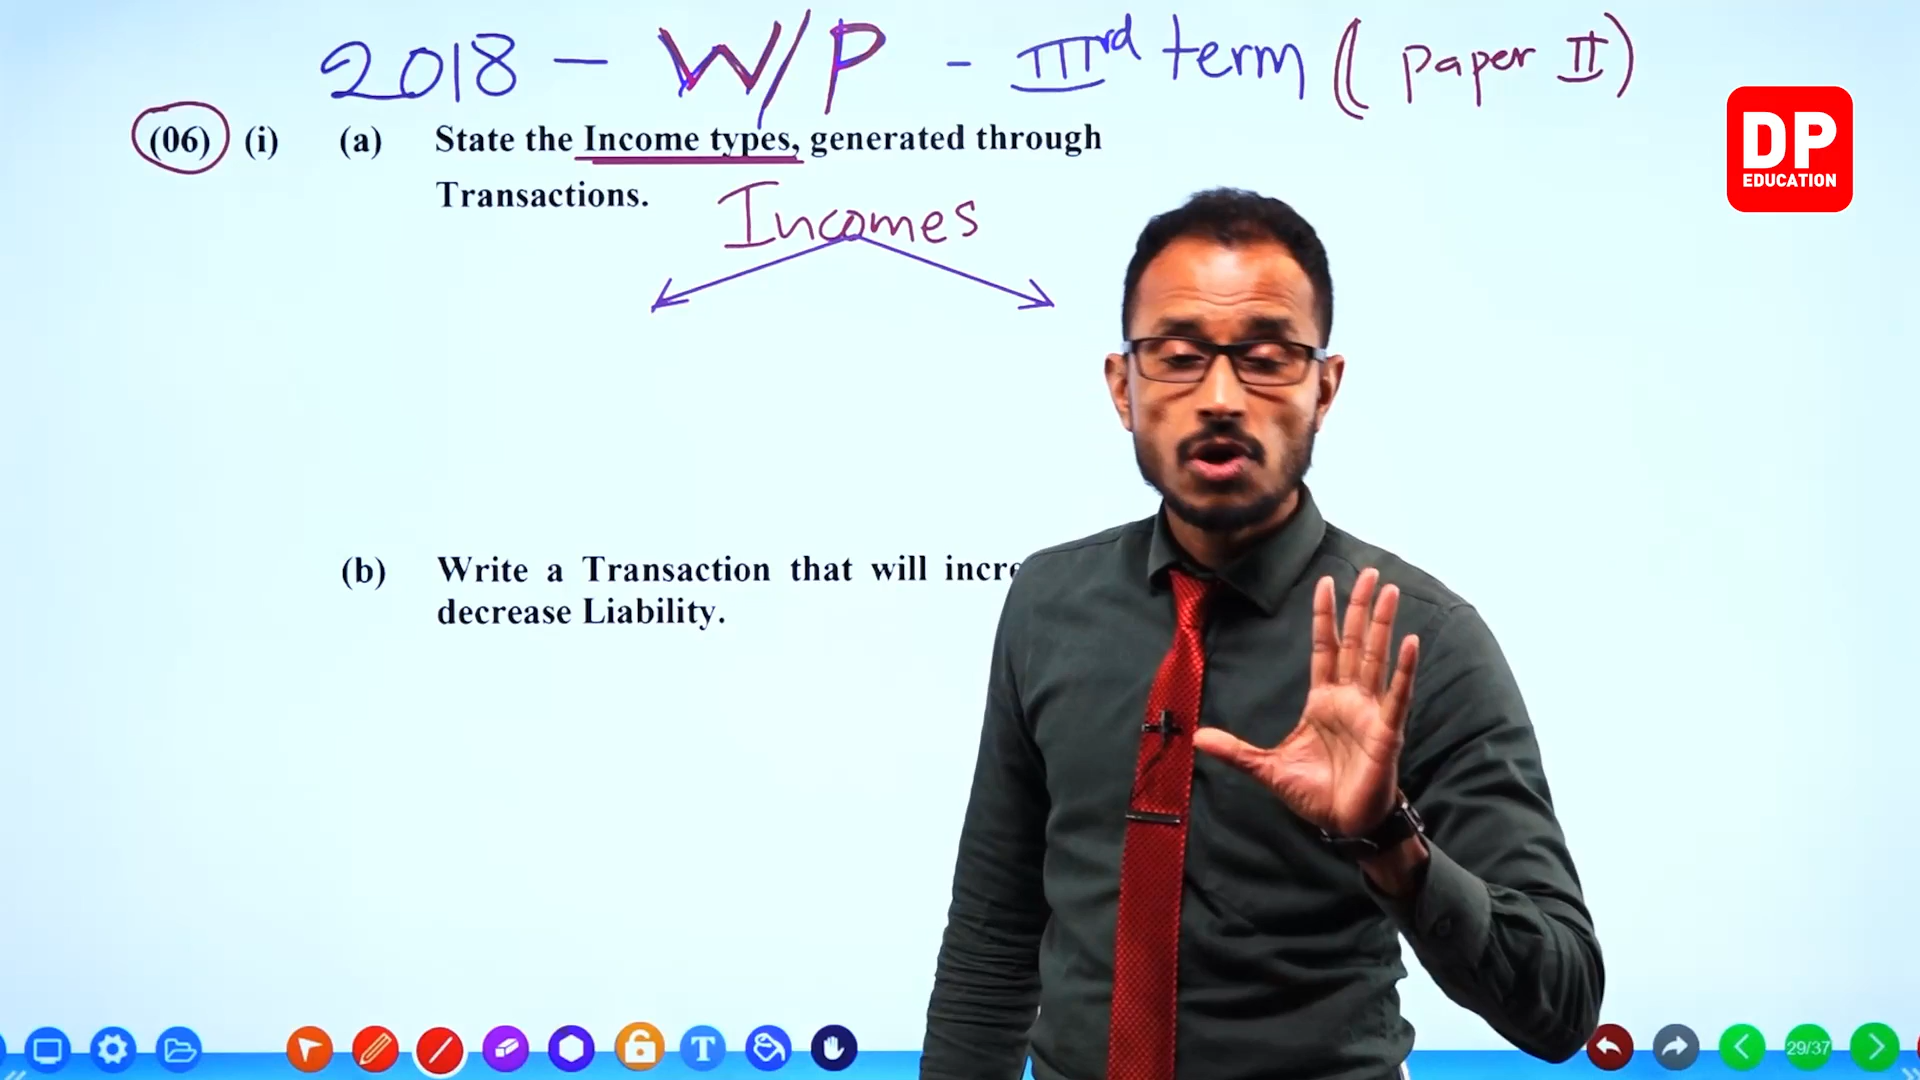 2018 - W/P - IIIrd term ( paper II )
DP
EDUCATION
(06) (i) (a) State the Income types, generated through
Transactions.
Incomes
(b) Write a Transaction that will
decrease Liability.
T
29/37